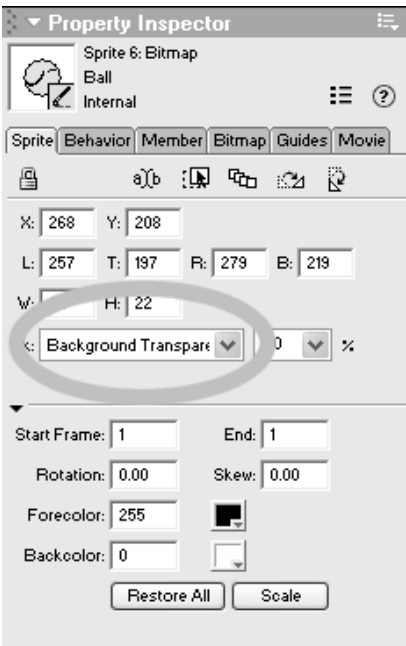 Property Inspector
Sprite 6: Bitmap
Ball
Internal
?
Sprite Behavior Member Bitmap Guides Movie
a b
X: 268 Y: 208
L: 257 T: 197 R: 279 B: 219
W: H: 22
Background Transpare 0 %
Start Frame: 1 End: 1
Rotation: 0.00 Skew: 0.00
Forecolor: 255
Backcolor: 0
Restore All Scale